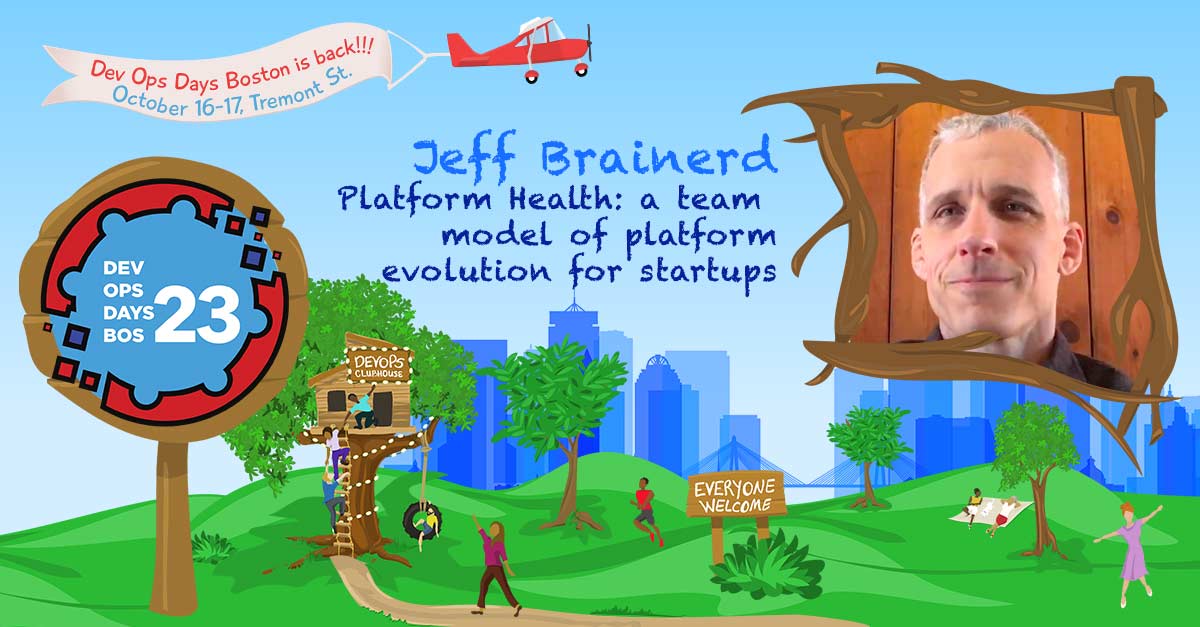 Dev Ops Days Boston is back!!!
October 16-17, Tremont St.
Jeff Brainerd
Platform Health: a team
model of platform
evolution for startups
DEV
OPS
DAYS
BOS 23
DEVOPS
CLUPHOUSE
EVERYONE
WELCOME